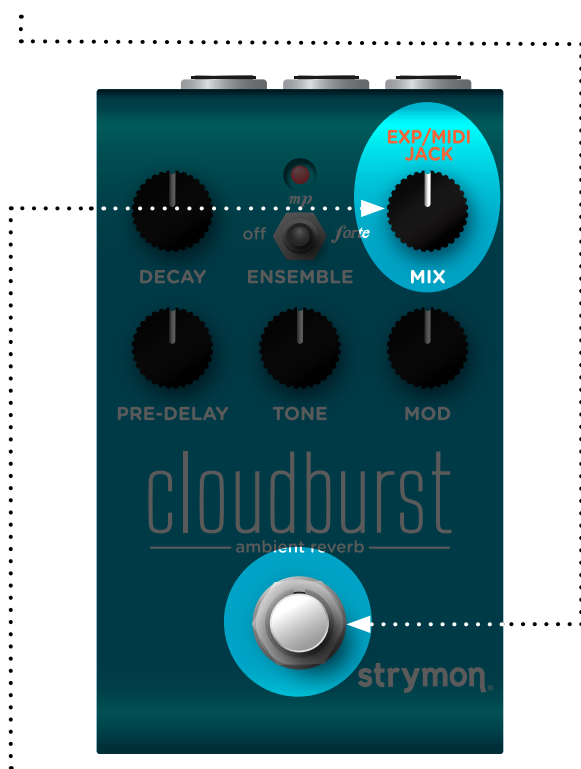 EXP/MIDI
JACK
mp
off
forte
DECAY
ENSEMBLE
MIX
PRE-DELAY
TONE
MOD
cloudburst
ambient reverb
strymon®